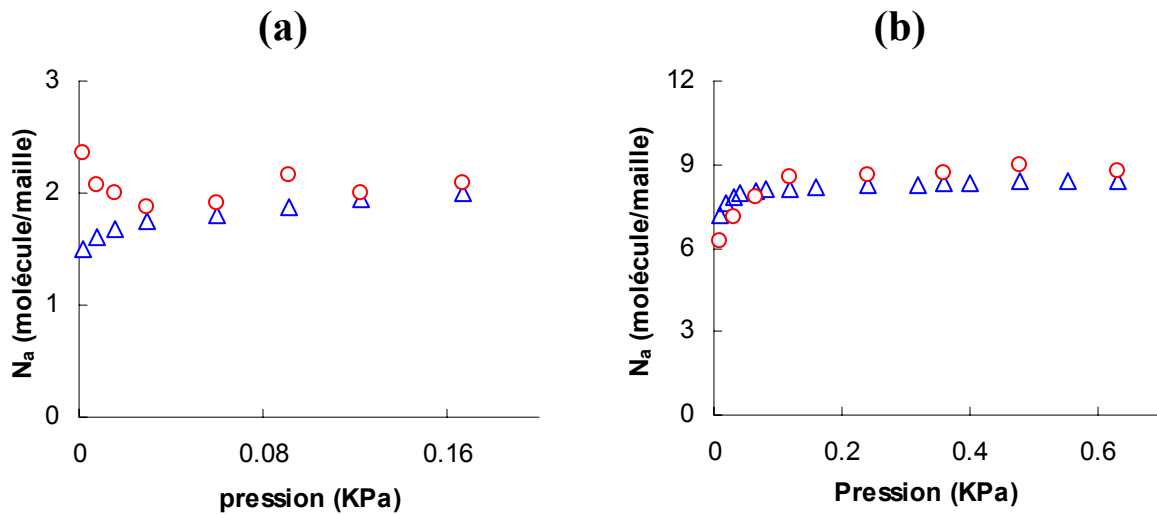 (a)
3
2
1
0
Nₐ (molécule/maille)
0
0.08
0.16
pression (KPa)
(b)
12
9
6
3
0
Nₐ (molécule/maille)
0
0.2
0.4
0.6
Pression (KPa)